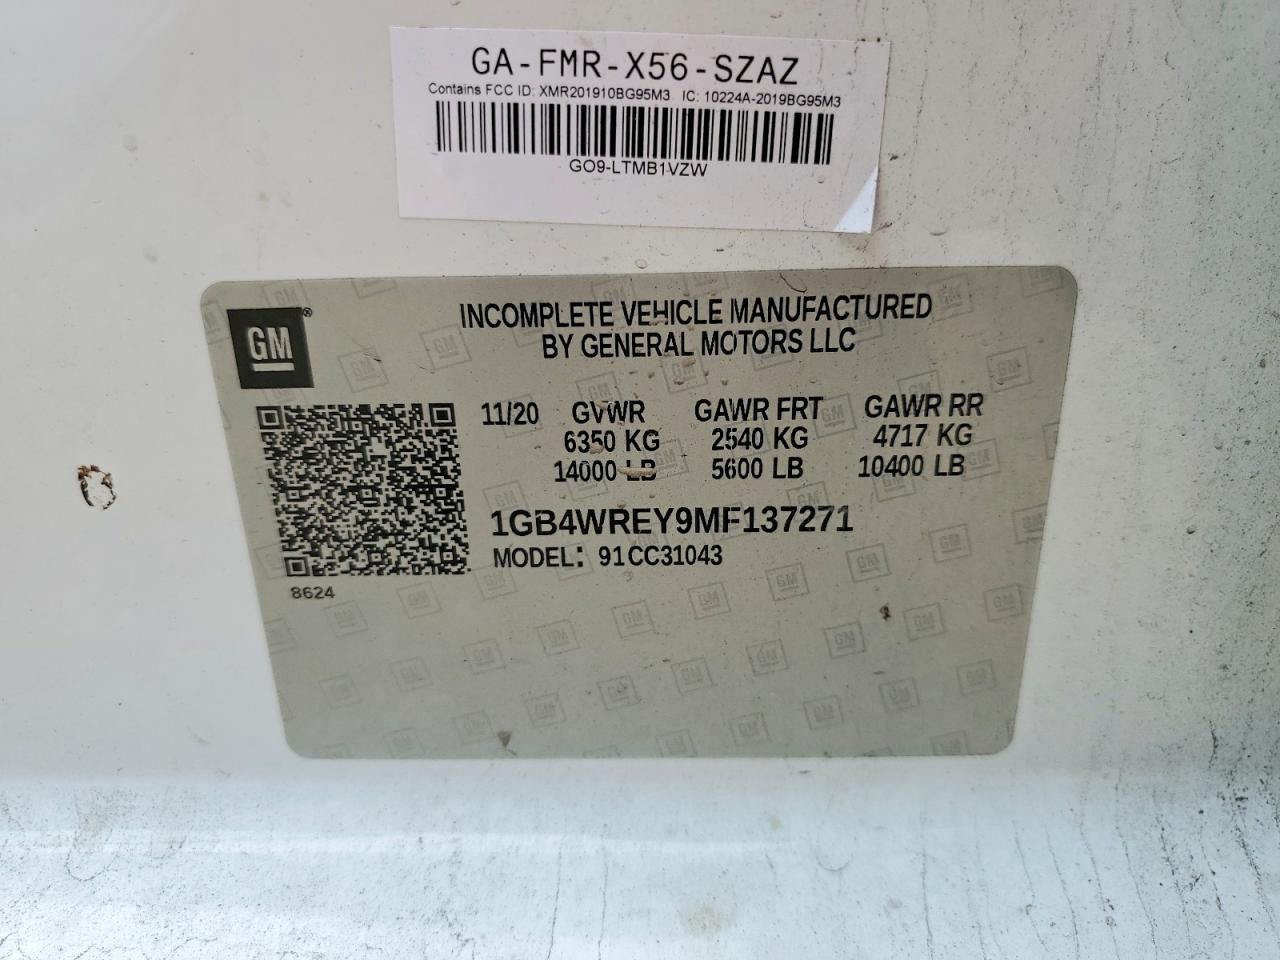 GA-FMR-X56-SZAZ
Contains FCC ID: XMR201910BG95M3 IC: 10224A-2019BG95M3
GO9-LTMB1VZW
GM®
INCOMPLETE VEHICLE MANUFACTURED
BY GENERAL MOTORS LLC
11/20 GVWR GAWR FRT GAWR RR
6350 KG 2540 KG 4717 KG
14000 LB 5600 LB 10400 LB
1GB4WREY9MF137271
MODEL: 91CC31043
8624